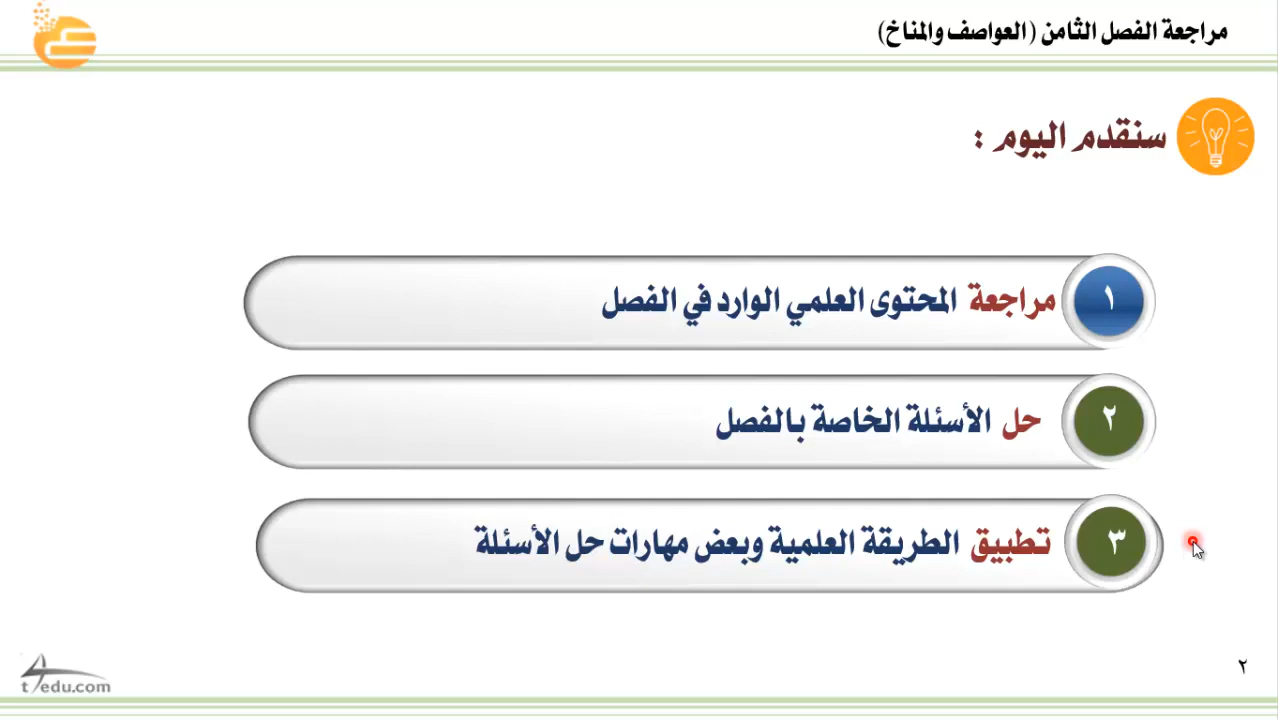 مراجعة الفصل الثامن (العواصف والمناخ)
سنقدم اليوم :
١
مراجعة المحتوى العلمي الوارد في الفصل
٢
حل الأسئلة الخاصة بالفصل
٣
تطبيق الطريقة العلمية وبعض مهارات حل الأسئلة
t4edu.com
٢